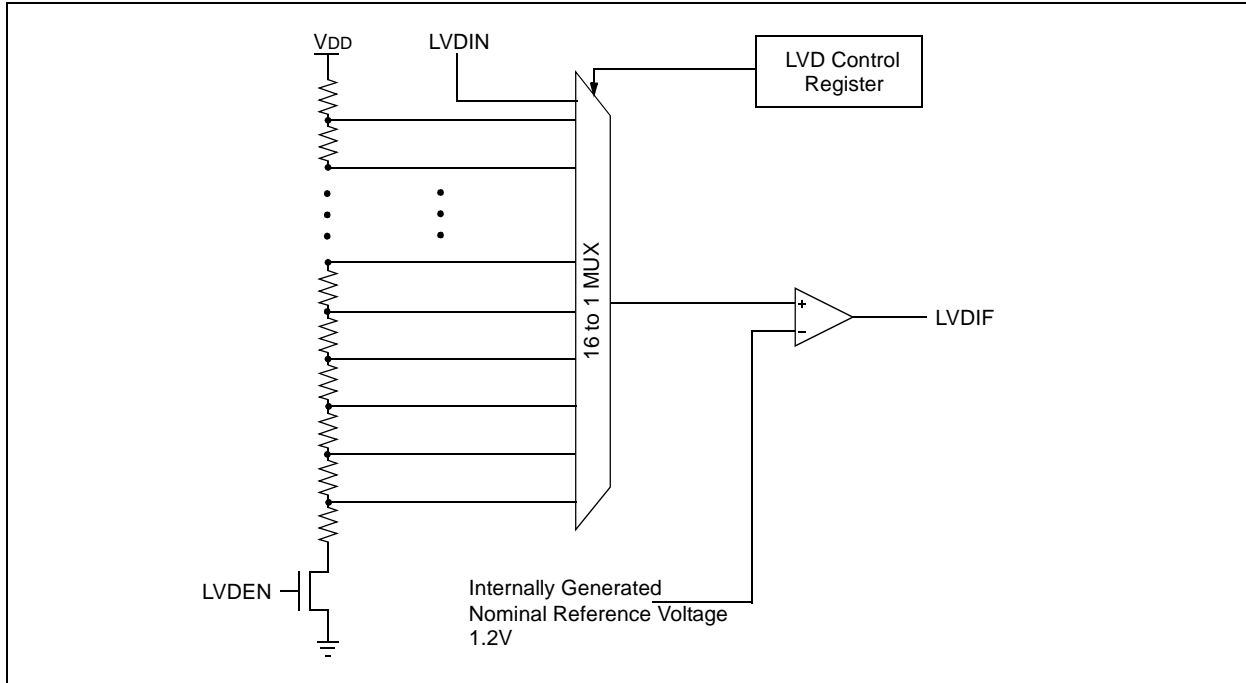 VDD
LVDIN
LVD Control
Register
16 to 1 MUX
+
−
LVDIF
LVDEN
Internally Generated
Nominal Reference Voltage
1.2V